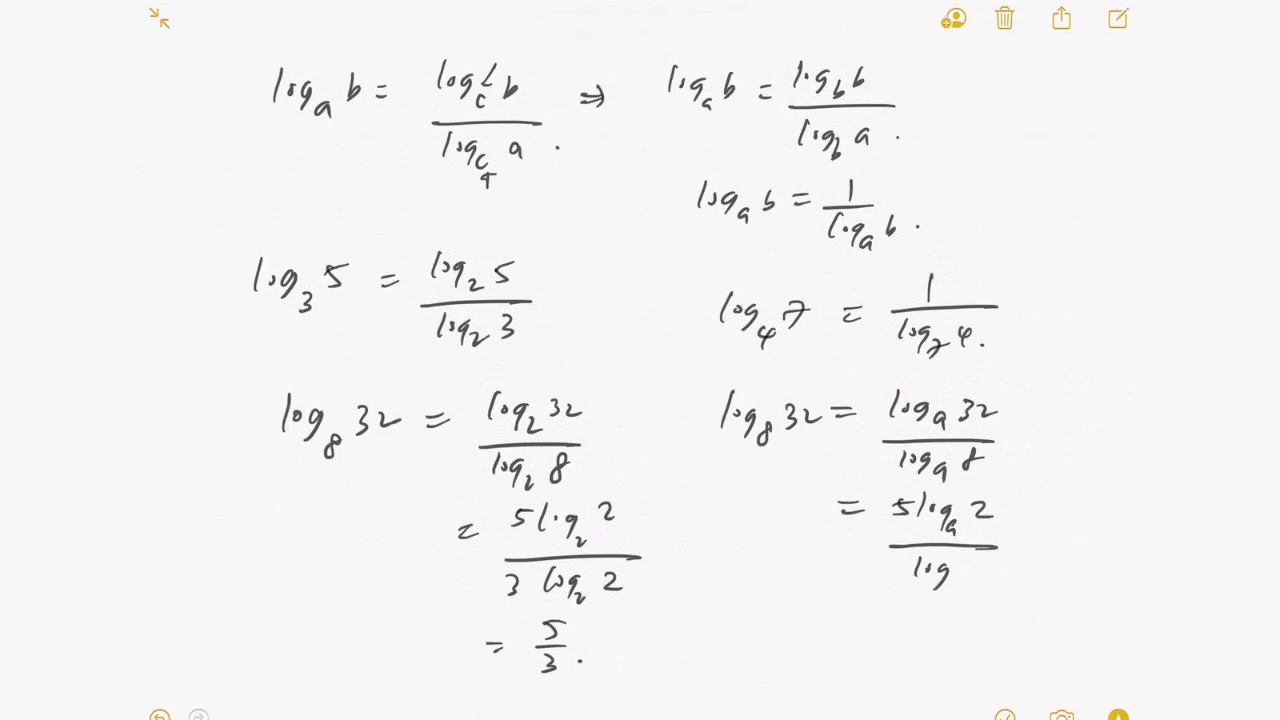 log_a b = log_c b / log_c a . ⇒ log_a b = log_b b / log_b a .
log_a b = 1 / log_a b .
log_3 5 = log_2 5 / log_2 3
log_4 7 = 1 / log_7 4 .
log_8 32 = log_2 32 / log_2 8
= 5 log_2 2 / 3 log_2 2
= 5 / 3 .
log_8 32 = log_a 32 / log_a 8
= 5 log_a 2 / log